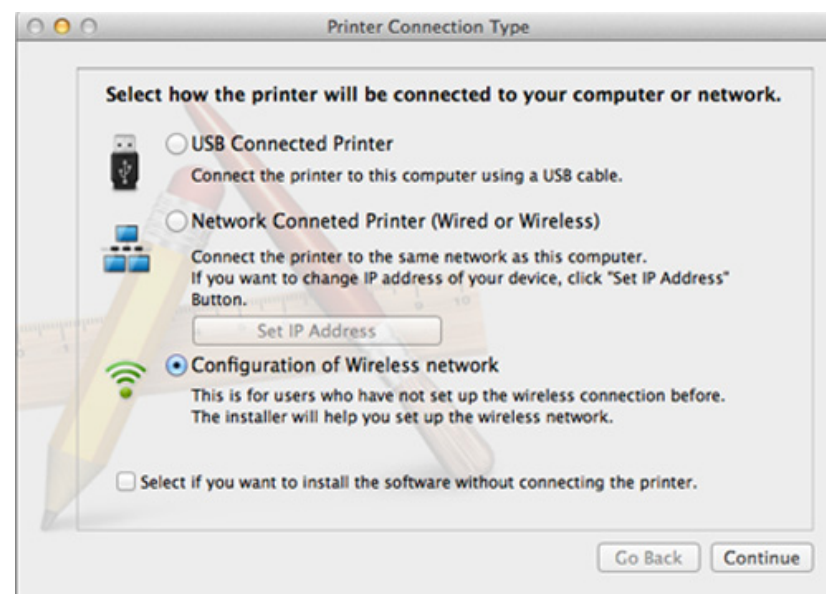 Printer Connection Type
Select how the printer will be connected to your computer or network.
USB Connected Printer
Connect the printer to this computer using a USB cable.
Network Conneted Printer (Wired or Wireless)
Connect the printer to the same network as this computer.
If you want to change IP address of your device, click "Set IP Address"
Button.
Set IP Address
Configuration of Wireless network
This is for users who have not set up the wireless connection before.
The installer will help you set up the wireless network.
Select if you want to install the software without connecting the printer.
Go Back Continue